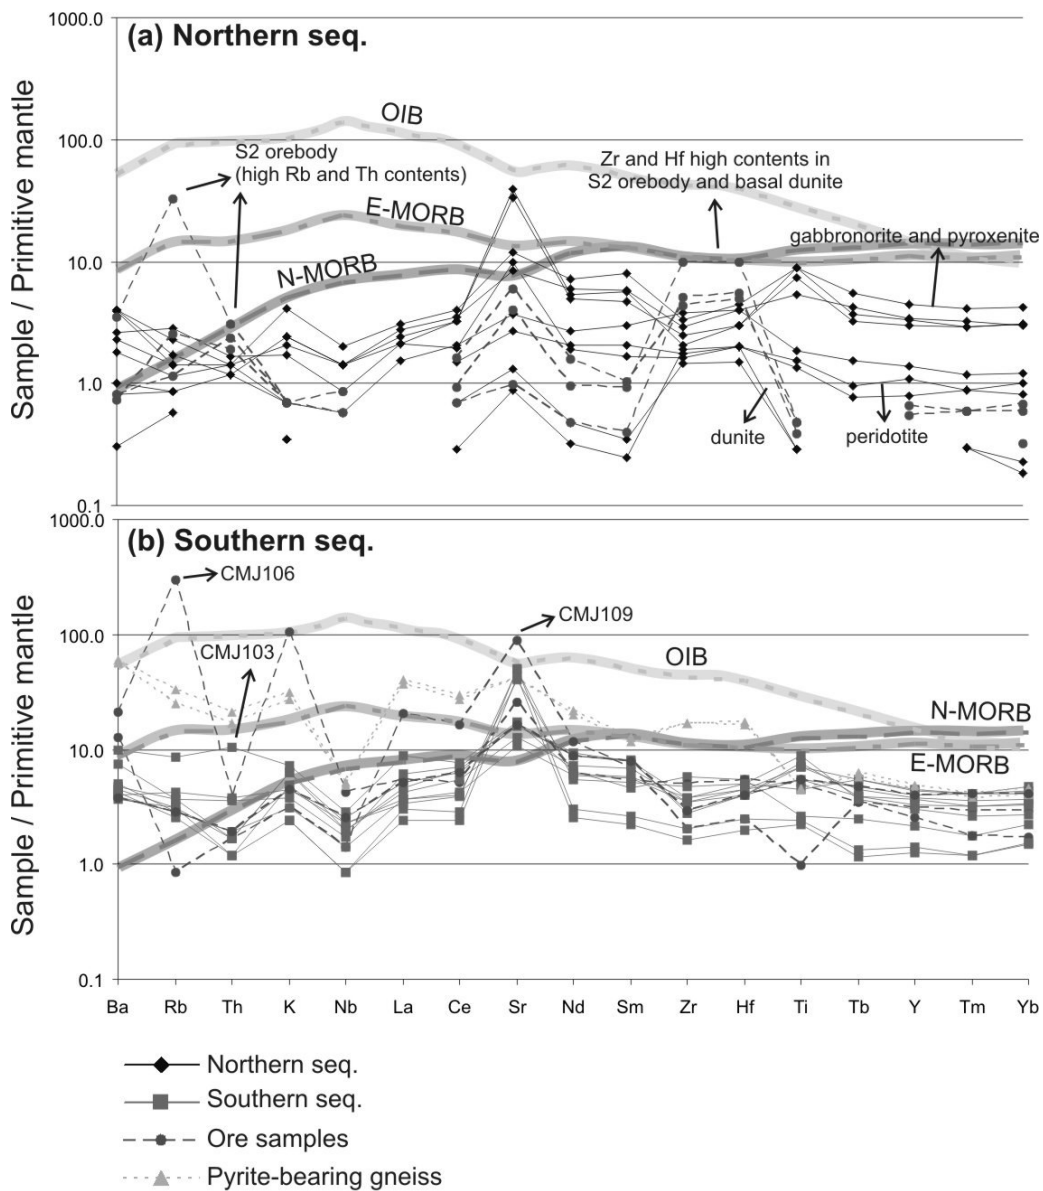 1000.0
(a) Northern seq.
OIB
100.0
S2 orebody
(high Rb and Th contents)
Zr and Hf high contents in
S2 orebody and basal dunite
E-MORB
gabbronorite and pyroxenite
N-MORB
10.0
1.0
dunite
peridotite
0.1
Sample / Primitive mantle
1000.0
(b) Southern seq.
CMJ106
CMJ109
100.0
CMJ103
OIB
N-MORB
10.0
E-MORB
1.0
0.1
Sample / Primitive mantle
Ba Rb Th K Nb La Ce Sr Nd Sm Zr Hf Ti Tb Y Tm Yb
Northern seq.
Southern seq.
Ore samples
Pyrite-bearing gneiss